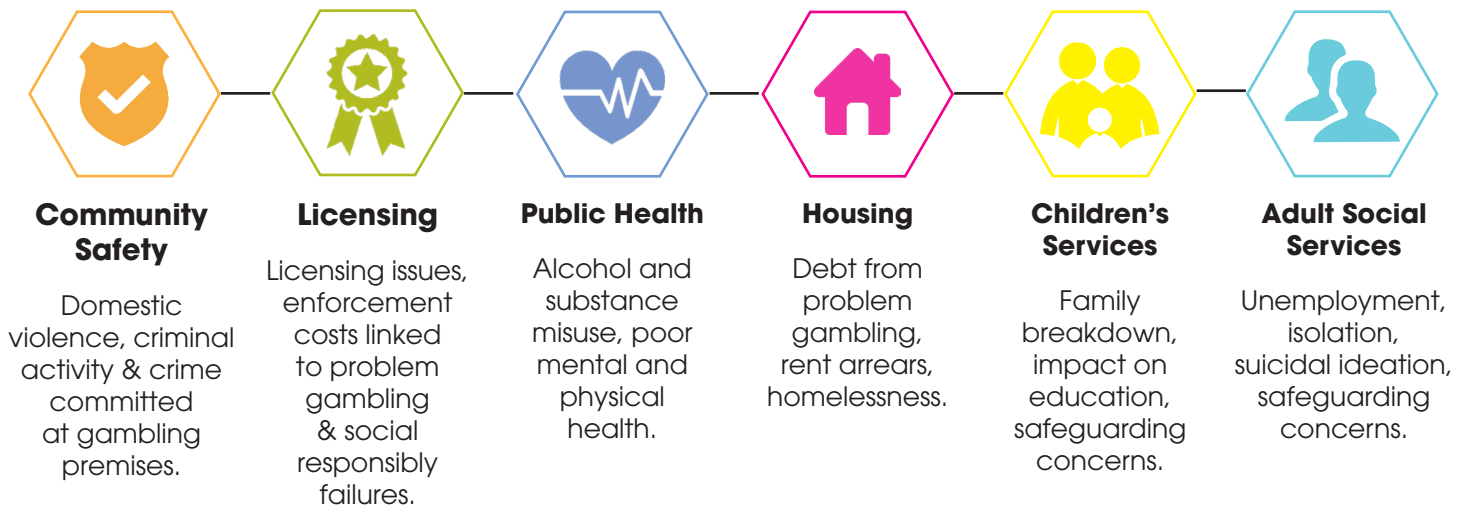 Community
Safety
Domestic
violence, criminal
activity & crime
committed
at gambling
premises.
Licensing
Licensing issues,
enforcement
costs linked
to problem
gambling
& social
responsibly
failures.
Public Health
Alcohol and
substance
misuse, poor
mental and
physical
health.
Housing
Debt from
problem
gambling,
rent arrears,
homelessness.
Children’s
Services
Family
breakdown,
impact on
education,
safeguarding
concerns.
Adult Social
Services
Unemployment,
isolation,
suicidal ideation,
safeguarding
concerns.